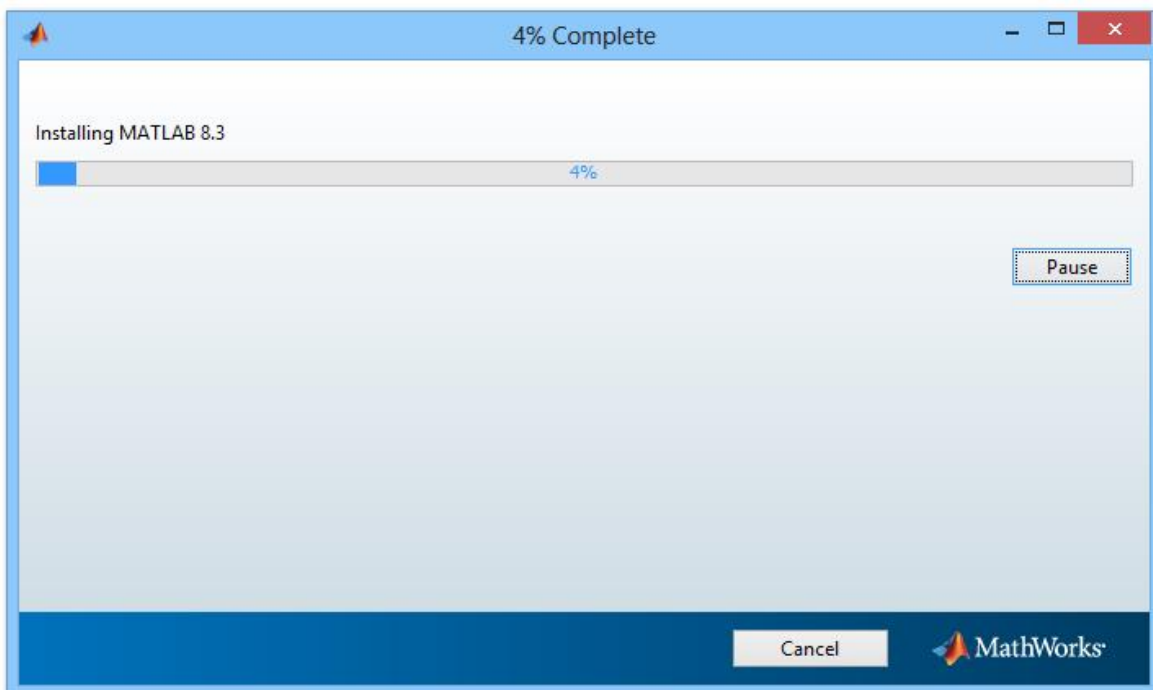 4% Complete
Installing MATLAB 8.3
4%
Pause
Cancel
MathWorks